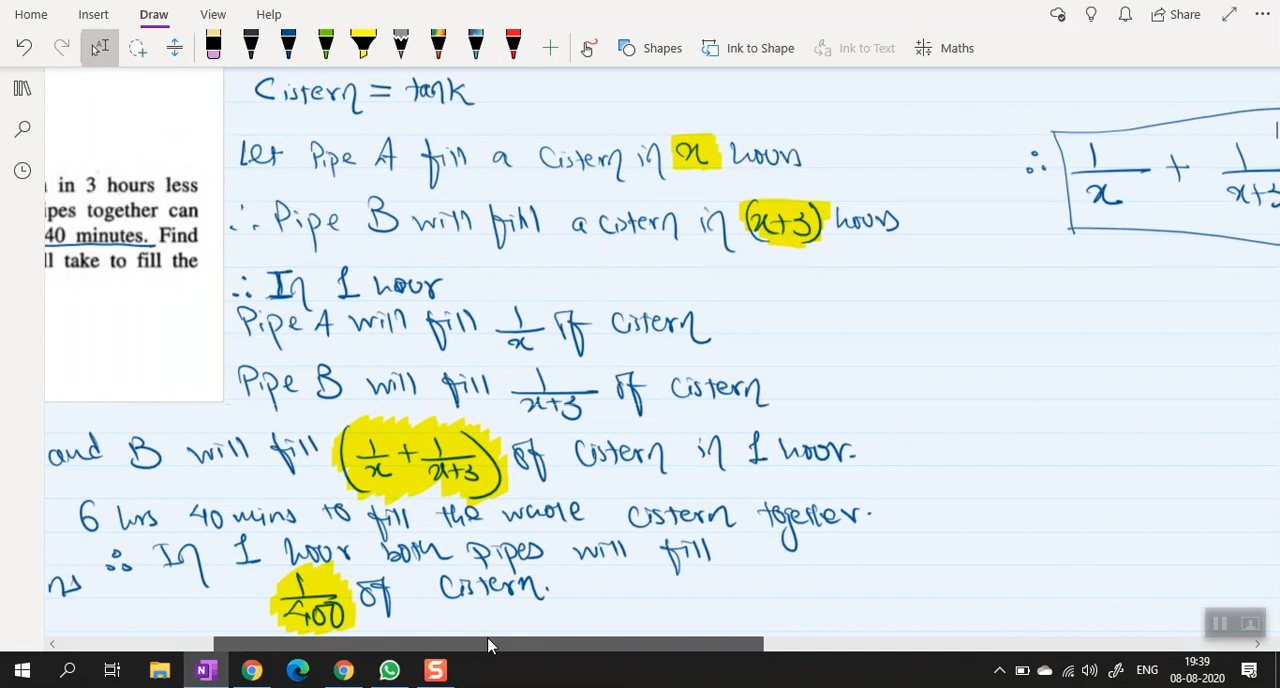 Home Insert Draw View Help Share
Shapes Ink to Shape Ink to Text Maths
Cistern = tank
Let Pipe A fill a Cistern in x hours
∴ Pipe B will fill a cistern in (x+3) hours
∴ In 1 hour
Pipe A will fill 1/x of cistern
Pipe B will fill 1/x+3 of cistern
and B will fill (1/x + 1/x+3) of cistern in 1 hour.
6 hrs 40 mins to fill the whole cistern together.
∴ In 1 hour both pipes will fill
1/400 of cistern.
in 3 hours less
pes together can
40 minutes. Find
l take to fill the
∴ 1/x + 1/x+3
ENG
19:39
08-08-2020